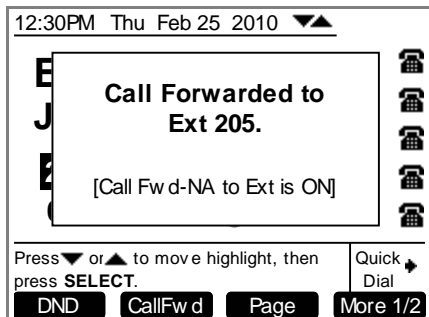 12:30PM Thu Feb 25 2010 ▼▲
Call Forwarded to
Ext 205.
[Call Fwd-NA to Ext is ON]
Press▼ or▲ to move highlight, then
press SELECT.
Quick
Dial
DND CallFwd Page More 1/2